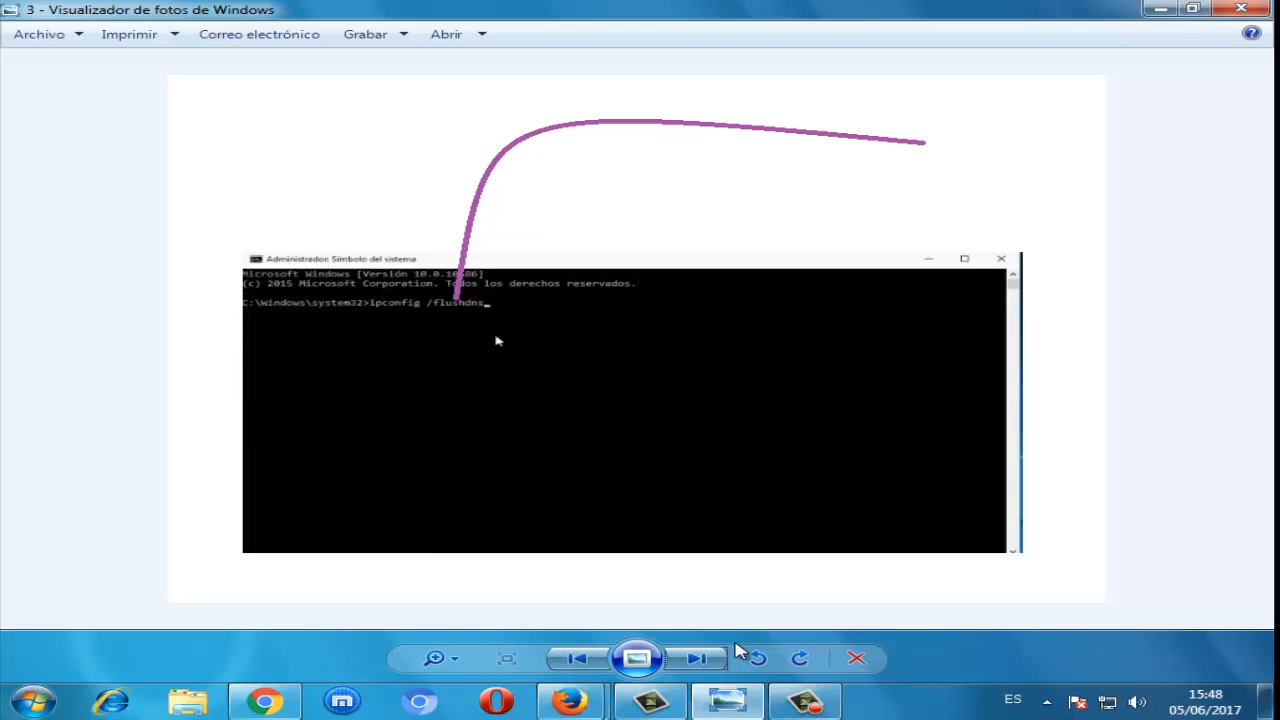 3 - Visualizador de fotos de Windows
Archivo Imprimir Correo electrónico Grabar Abrir
Administrador: Símbolo del sistema
Microsoft Windows [Versión 10.0.10 86]
(c) 2015 Microsoft Corporation. Todos los derechos reservados.
C:\Windows\system32>ipconfig /flushdns_
ES
15:48
05/06/2017